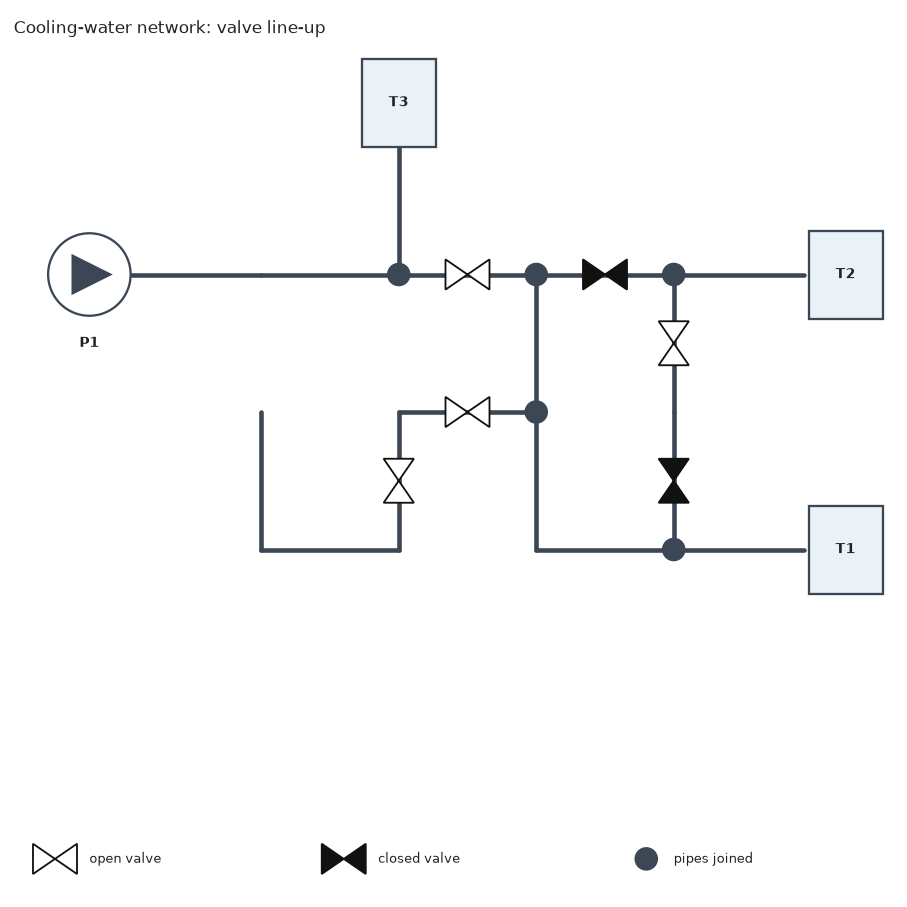 Cooling-water network: valve line-up
T3
T2
P1
T1
open valve
closed valve
pipes joined